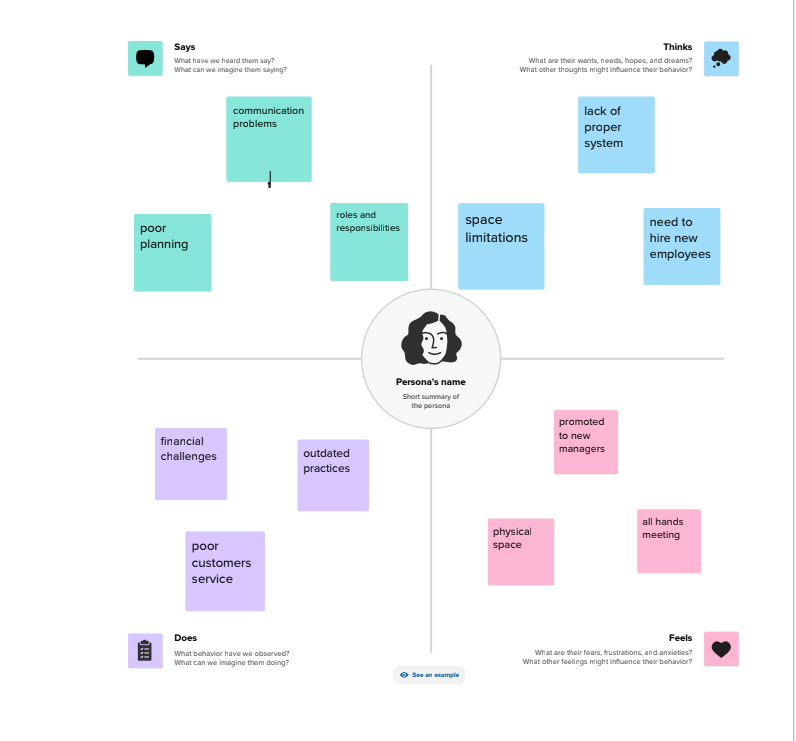 Says
What have we heard them say?
What can we imagine them saying?
Thinks
What are their wants, needs, hopes, and dreams?
What other thoughts might influence their behavior?
communication
problems
lack of
proper
system
poor
planning
roles and
responsibilities
space
limitations
need to
hire new
employees
Persona's name
Short summary of
the persona
financial
challenges
outdated
practices
poor
customers
service
promoted
to new
managers
physical
space
all hands
meeting
Does
What behavior have we observed?
What can we imagine them doing?
Feels
What are their fears, frustrations, and anxieties?
What other feelings might influence their behavior?
See an example